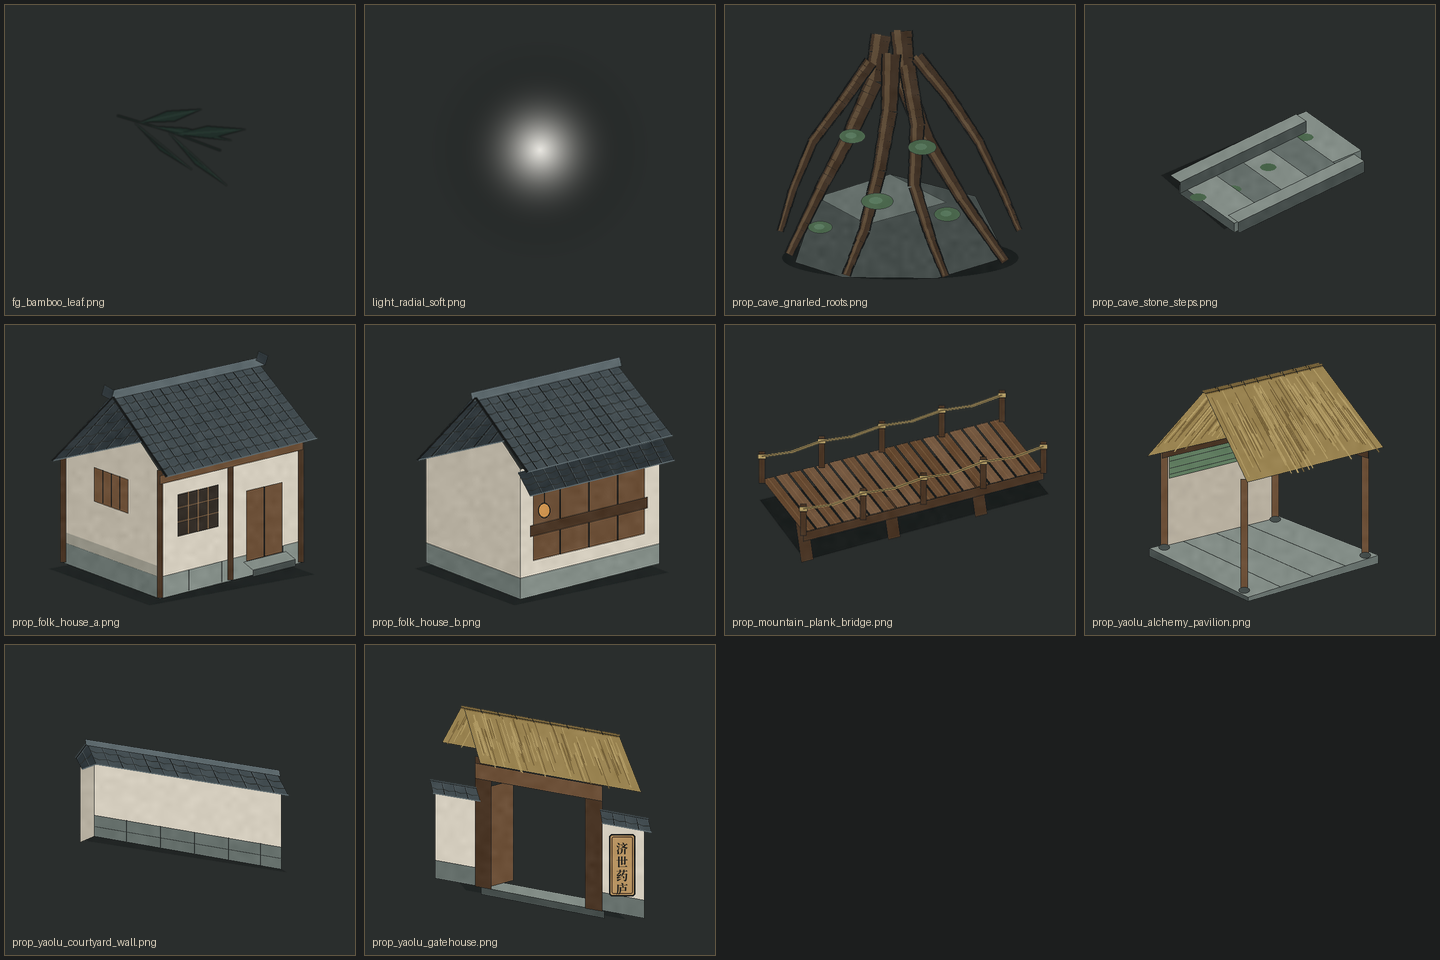 fg_bamboo_leaf.png
light_radial_soft.png
prop_cave_gnarled_roots.png
prop_cave_stone_steps.png
prop_folk_house_a.png
prop_folk_house_b.png
prop_mountain_plank_bridge.png
prop_yaolu_alchemy_pavilion.png
prop_yaolu_courtyard_wall.png
济世药庐
prop_yaolu_gatehouse.png